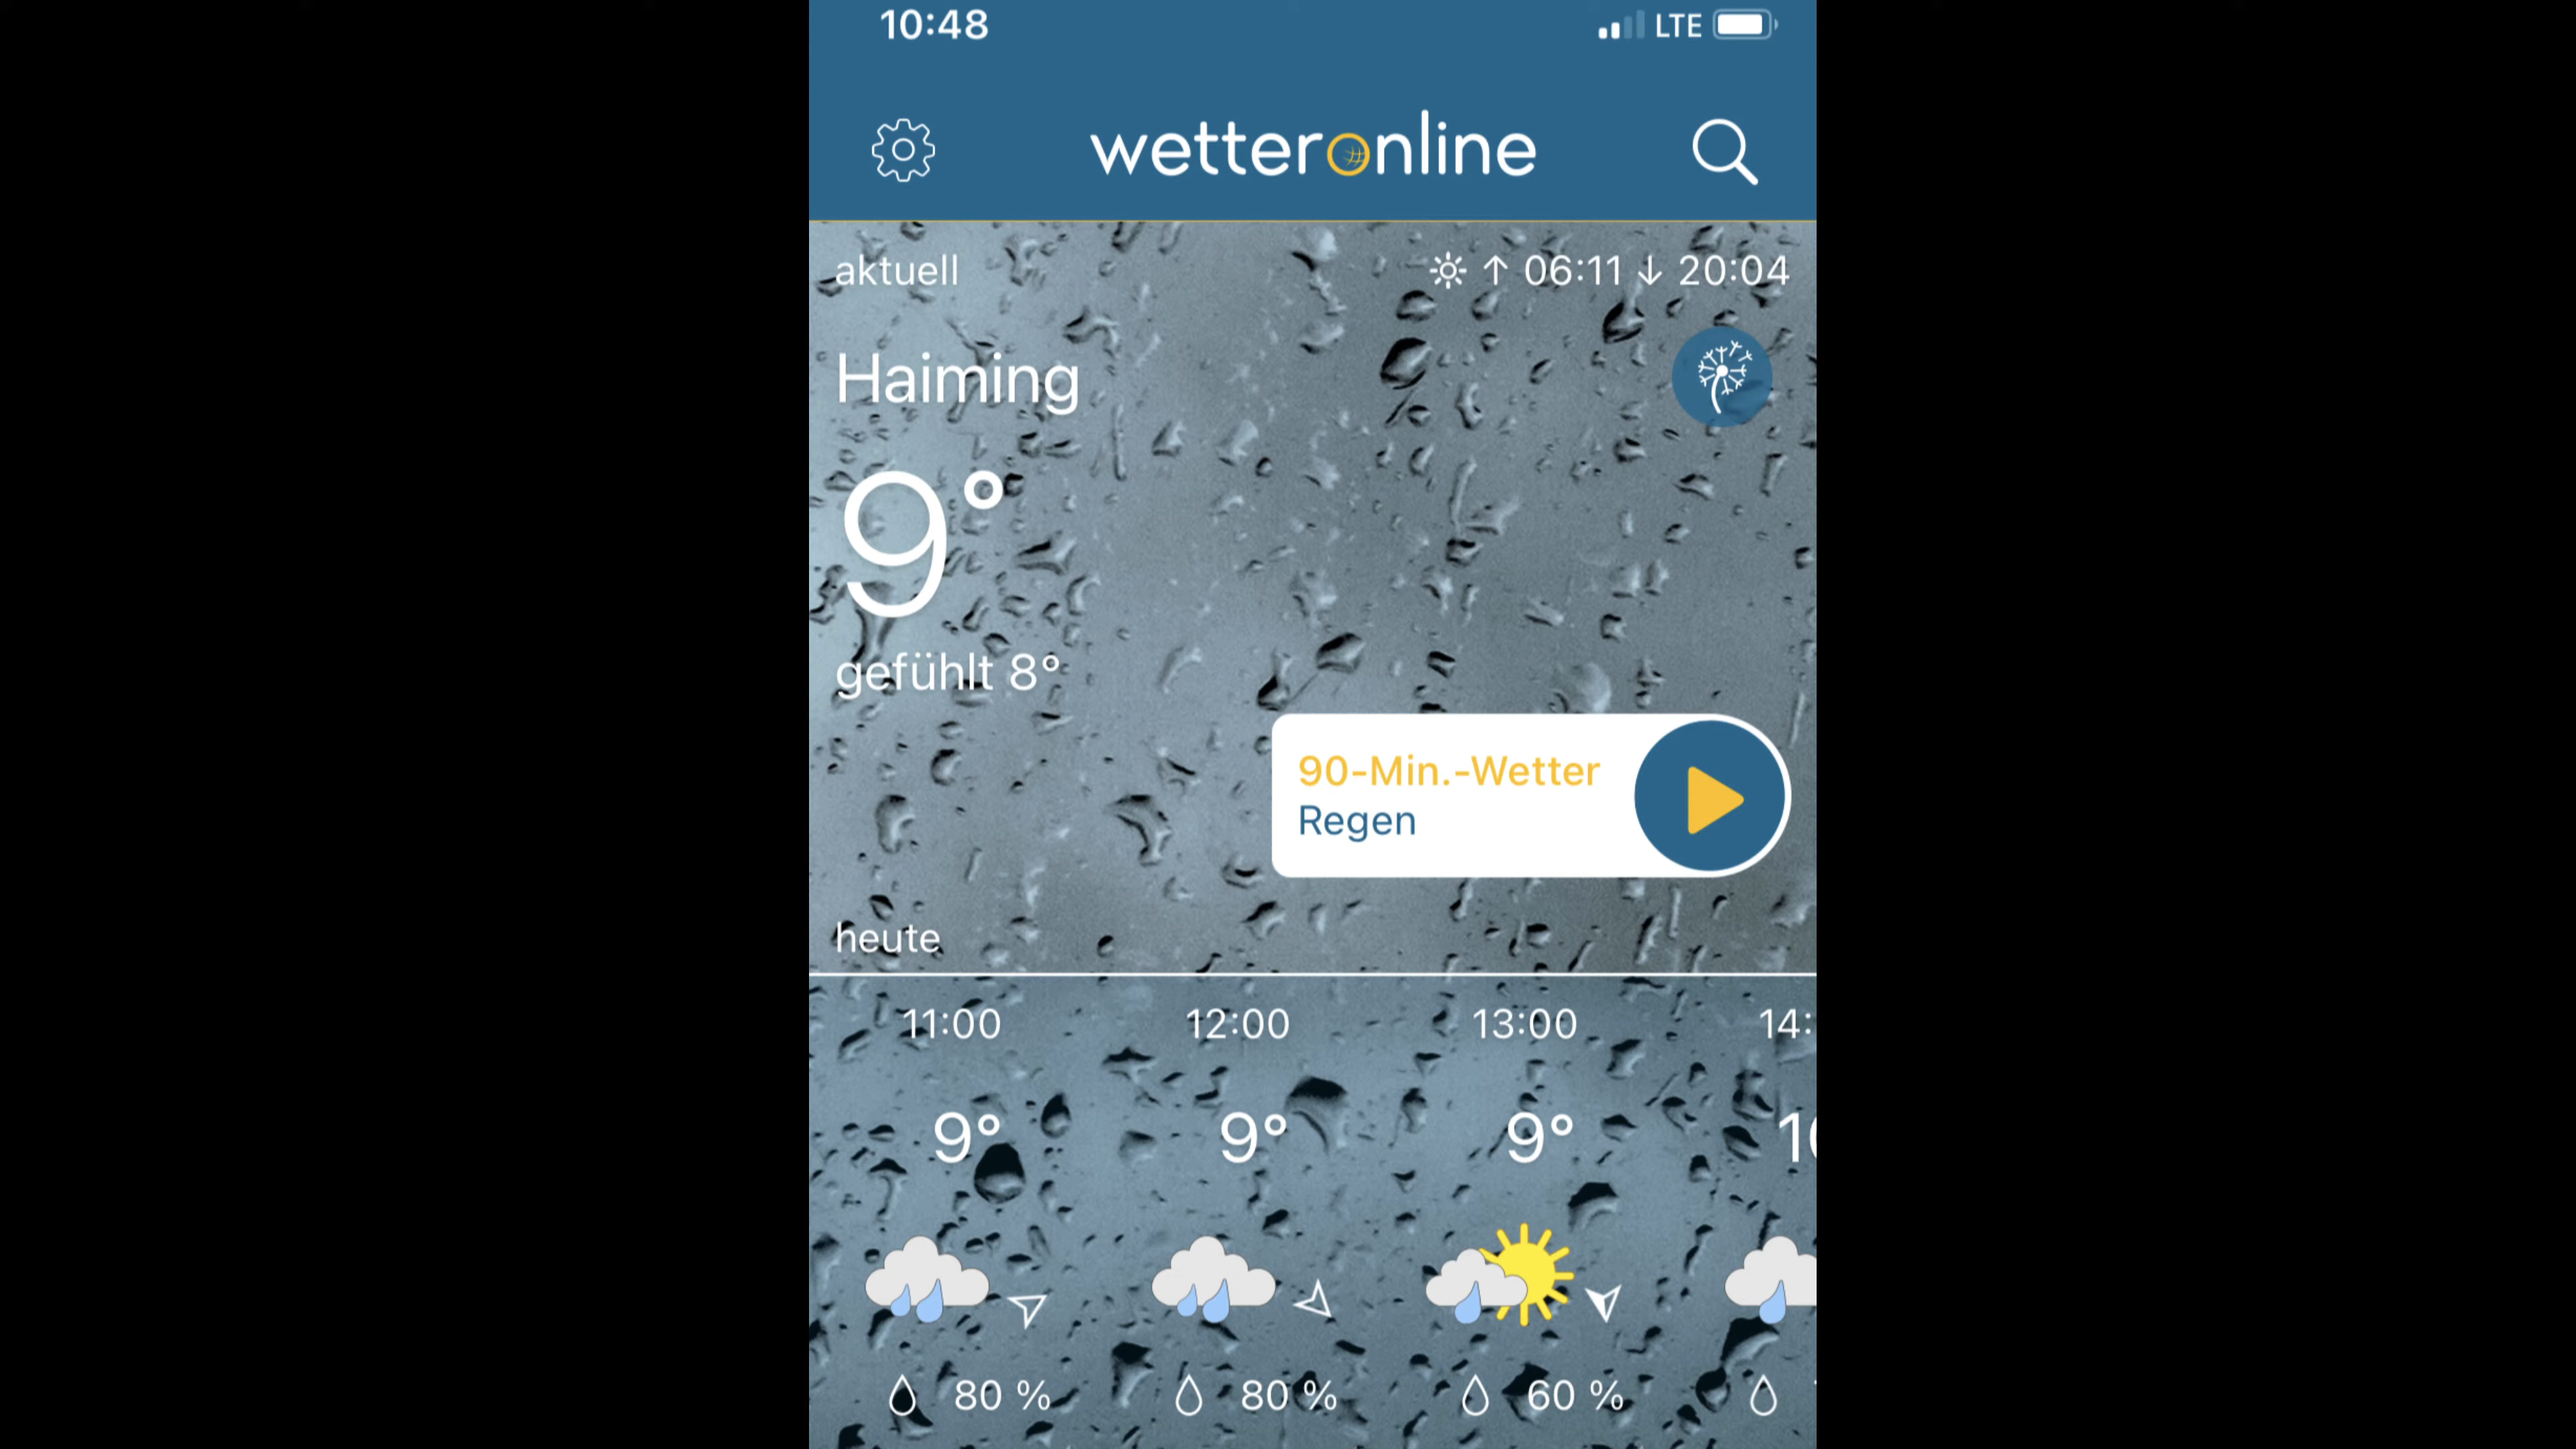 10:48 LTE
wetteronline
aktuell ↑ 06:11 ↓ 20:04
Haiming
9°
gefühlt 8°
90-Min.-Wetter
Regen
heute
11:00 12:00 13:00 14:
9° 9° 9°
80 % 80 % 60 %